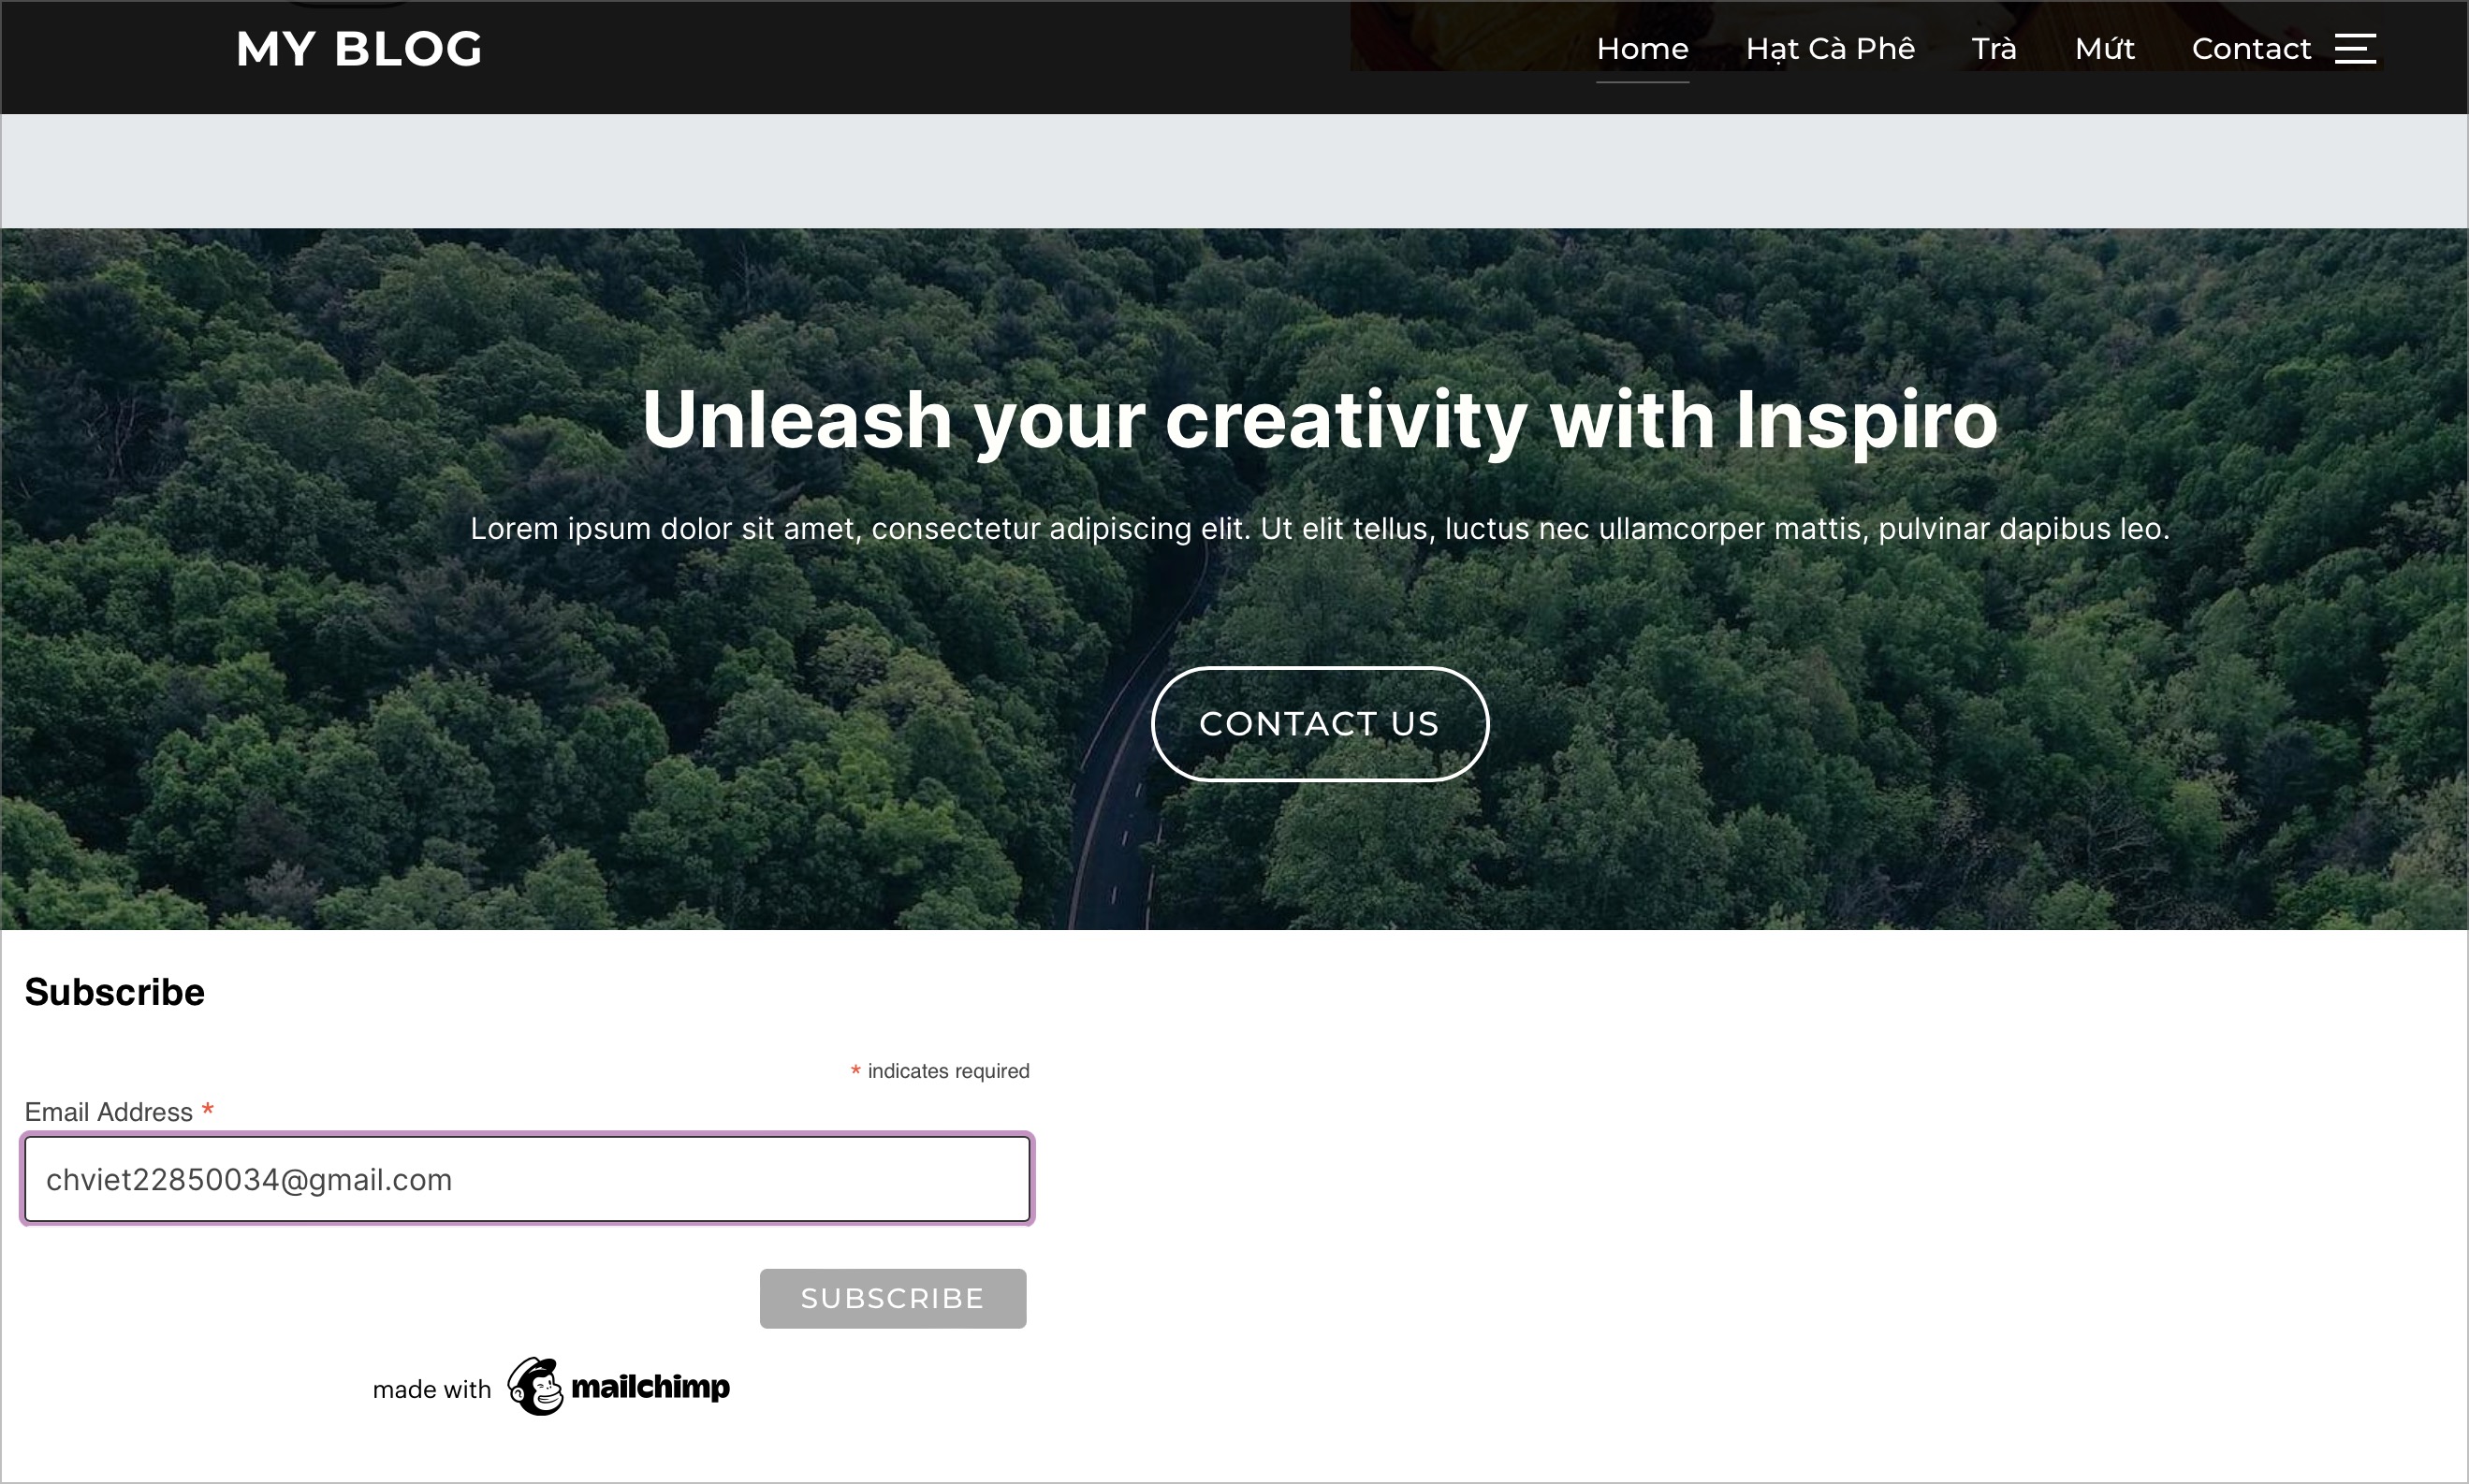 MY BLOG
Home Hạt Cà Phê Trà Mứt Contact
Unleash your creativity with Inspiro
Lorem ipsum dolor sit amet, consectetur adipiscing elit. Ut elit tellus, luctus nec ullamcorper mattis, pulvinar dapibus leo.
CONTACT US
Subscribe
* indicates required
Email Address *
chviet22850034@gmail.com
SUBSCRIBE
made with mailchimp